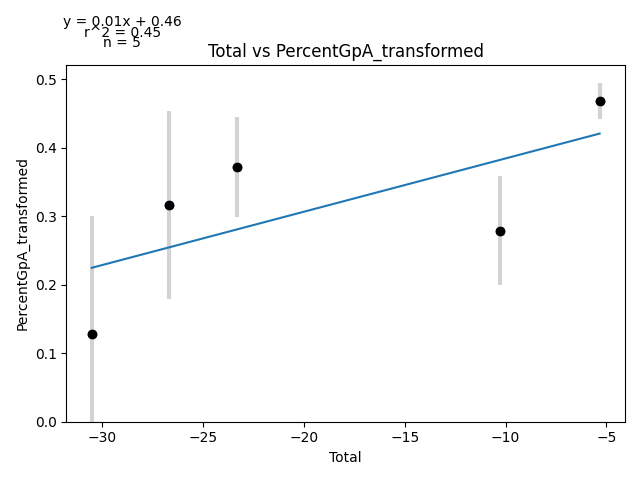 y = 0.01x + 0.46
r^2 = 0.45
n = 5
Total vs PercentGpA_transformed
PercentGpA_transformed
0.5
0.4
0.3
0.2
0.1
0.0
−30
−25
−20
−15
−10
−5
Total